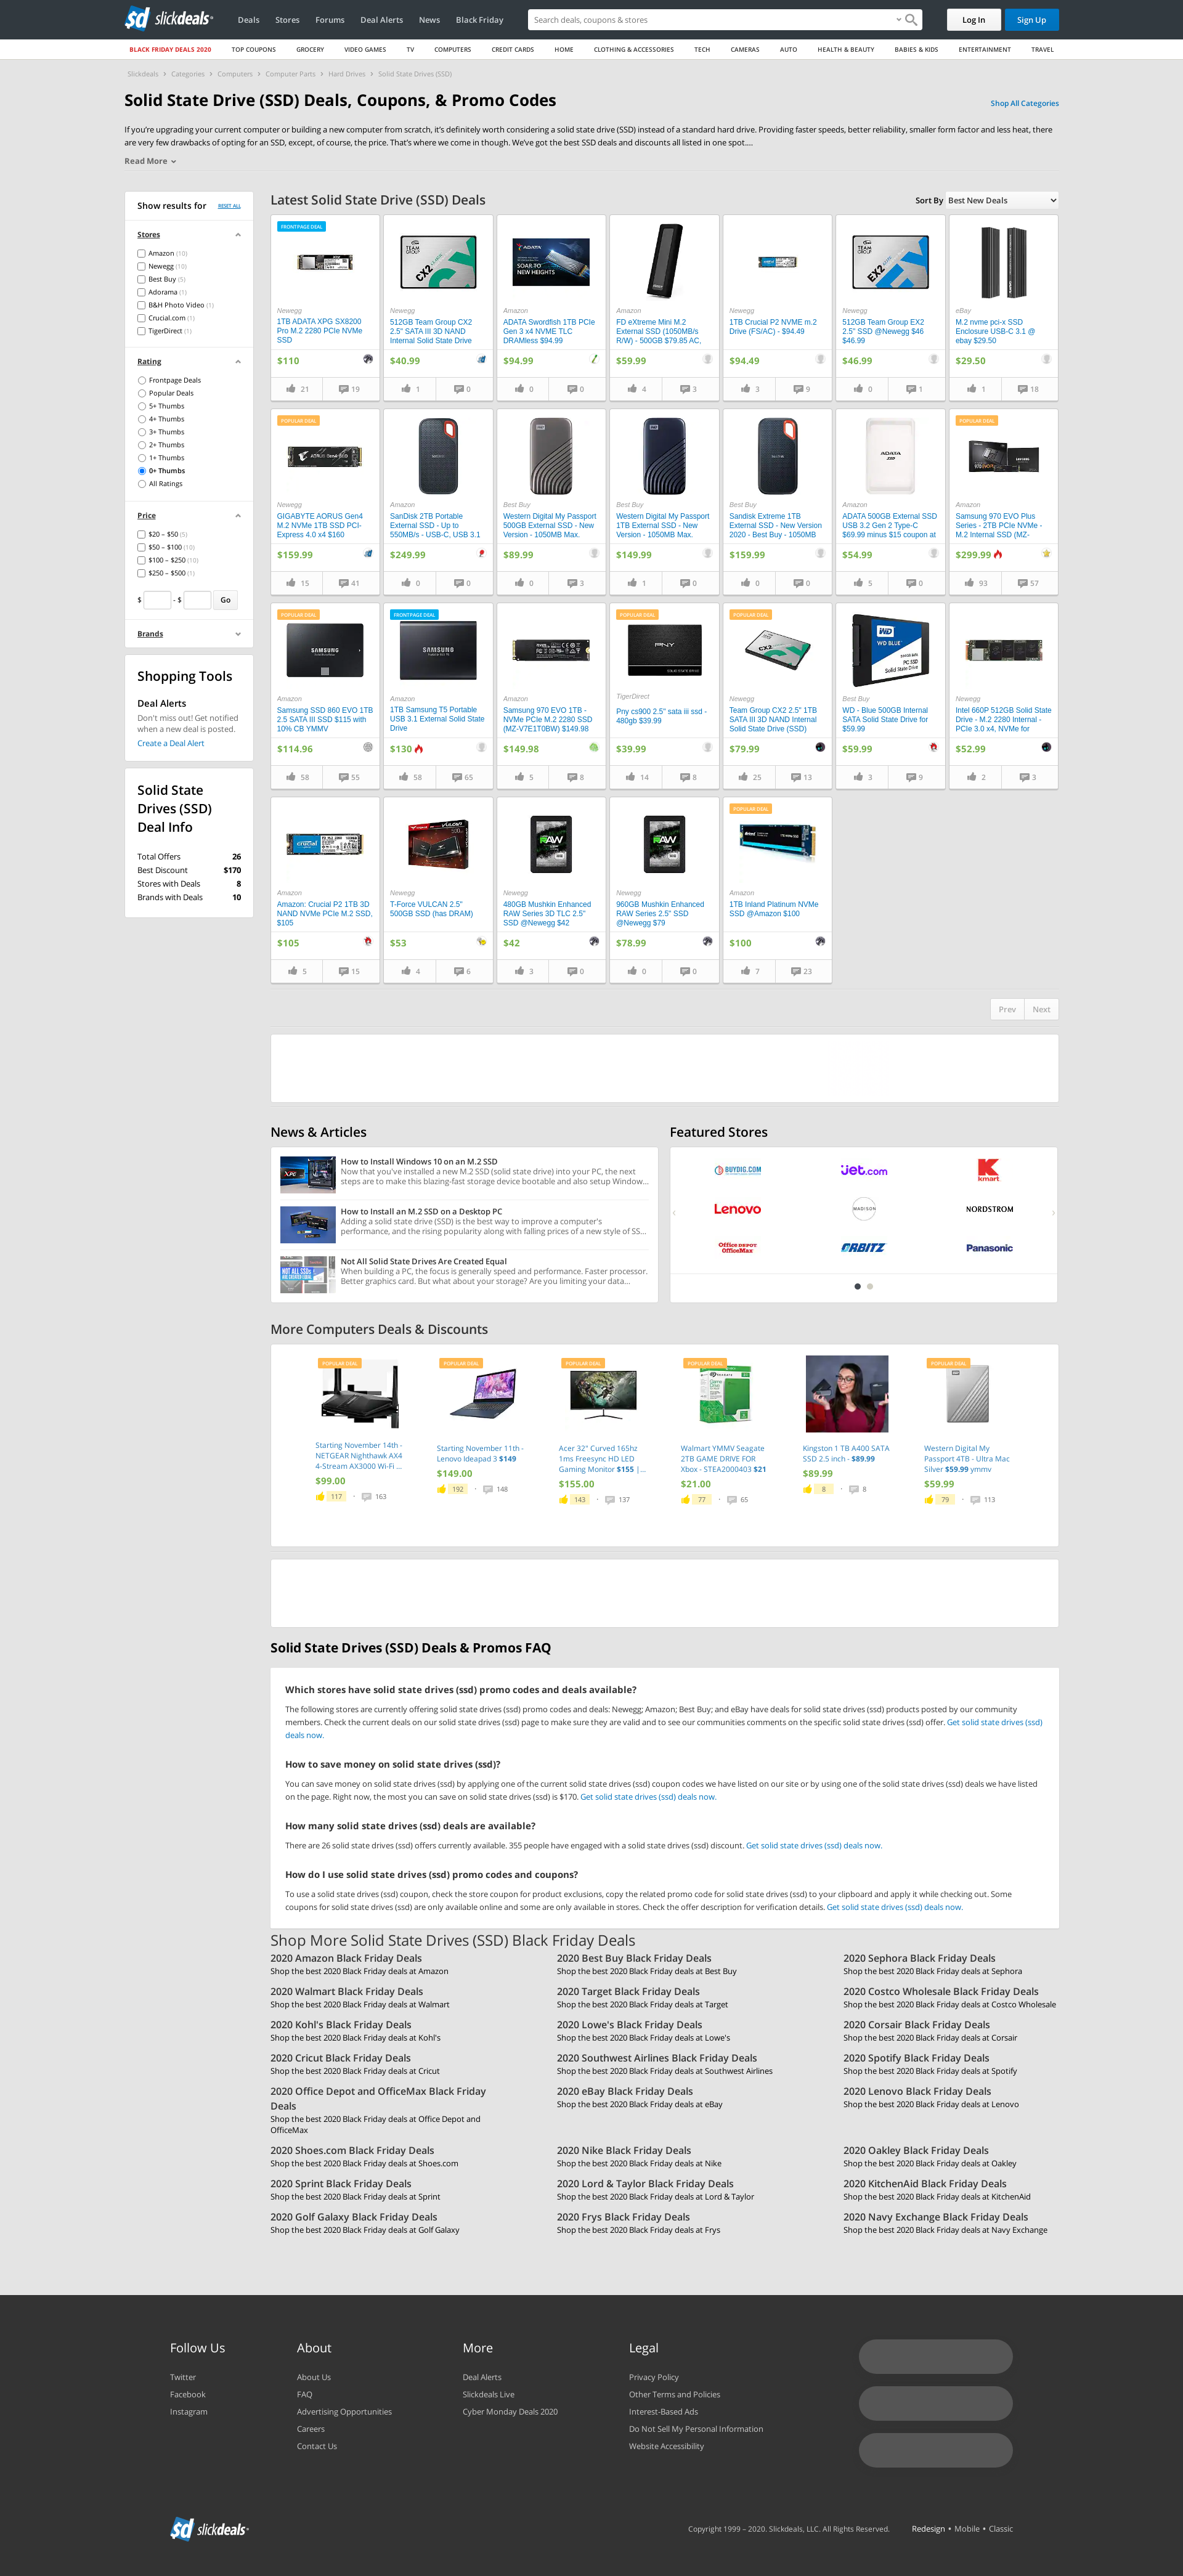 slickdeals
Deals Stores Forums Deal Alerts News Black Friday
Search deals, coupons & stores
Log In Sign Up
BLACK FRIDAY DEALS 2020 TOP COUPONS GROCERY VIDEO GAMES TV COMPUTERS CREDIT CARDS HOME CLOTHING & ACCESSORIES TECH CAMERAS AUTO HEALTH & BEAUTY BABIES & KIDS ENTERTAINMENT TRAVEL
Slickdeals > Categories > Computers > Computer Parts > Hard Drives > Solid State Drives (SSD)
Solid State Drive (SSD) Deals, Coupons, & Promo Codes
Shop All Categories
If you're upgrading your current computer or building a new computer from scratch, it's definitely worth considering a solid state drive (SSD) instead of a standard hard drive. Providing faster speeds, better reliability, smaller form factor and less heat, there
are very few drawbacks of opting for an SSD, except, of course, the price. That's where we come in though. We've got the best SSD deals and discounts all listed in one spot....
Read More
Show results for RESET ALL
Stores
Amazon (10)
Newegg (10)
Best Buy (5)
Adorama (1)
B&H Photo Video (1)
Crucial.com (1)
TigerDirect (1)
Rating
Frontpage Deals
Popular Deals
5+ Thumbs
4+ Thumbs
3+ Thumbs
2+ Thumbs
1+ Thumbs
0+ Thumbs
All Ratings
Price
$20 – $50 (5)
$50 – $100 (10)
$100 – $250 (10)
$250 – $500 (1)
$ - $ Go
Brands
Shopping Tools
Deal Alerts
Don't miss out! Get notified
when a new deal is posted.
Create a Deal Alert
Solid State
Drives (SSD)
Deal Info
Total Offers 26
Best Discount $170
Stores with Deals 8
Brands with Deals 10
Latest Solid State Drive (SSD) Deals
Sort By Best New Deals
FRONTPAGE DEAL
Newegg
1TB ADATA XPG SX8200
Pro M.2 2280 PCIe NVMe
SSD
$110
21 19
Newegg
512GB Team Group CX2
2.5" SATA III 3D NAND
Internal Solid State Drive
$40.99
1 0
Amazon
ADATA Swordfish 1TB PCIe
Gen 3 x4 NVME TLC
DRAMless $94.99
$94.99
0 0
Amazon
FD eXtreme Mini M.2
External SSD (1050MB/s
R/W) - 500GB $79.85 AC,
$59.99
4 3
Newegg
1TB Crucial P2 NVME m.2
Drive (FS/AC) - $94.49
$94.49
3 9
Newegg
512GB Team Group EX2
2.5" SSD @Newegg $46
$46.99
$46.99
0 1
eBay
M.2 nvme pci-x SSD
Enclosure USB-C 3.1 @
ebay $29.50
$29.50
1 18
POPULAR DEAL
Newegg
GIGABYTE AORUS Gen4
M.2 NVMe 1TB SSD PCI-
Express 4.0 x4 $160
$159.99
15 41
Amazon
SanDisk 2TB Portable
External SSD - Up to
550MB/s - USB-C, USB 3.1
$249.99
0 0
Best Buy
Western Digital My Passport
500GB External SSD - New
Version - 1050MB Max.
$89.99
0 3
Best Buy
Western Digital My Passport
1TB External SSD - New
Version - 1050MB Max.
$149.99
1 0
Best Buy
Sandisk Extreme 1TB
External SSD - New Version
2020 - Best Buy - 1050MB
$159.99
0 0
Amazon
ADATA 500GB External SSD
USB 3.2 Gen 2 Type-C
$69.99 minus $15 coupon at
$54.99
5 0
POPULAR DEAL
Amazon
Samsung 970 EVO Plus
Series - 2TB PCIe NVMe -
M.2 Internal SSD (MZ-
$299.99
93 57
POPULAR DEAL
Amazon
Samsung SSD 860 EVO 1TB
2.5 SATA III SSD $115 with
10% CB YMMV
$114.96
58 55
FRONTPAGE DEAL
Amazon
1TB Samsung T5 Portable
USB 3.1 External Solid State
Drive
$130
58 65
Amazon
Samsung 970 EVO 1TB -
NVMe PCIe M.2 2280 SSD
(MZ-V7E1T0BW) $149.98
$149.98
5 8
POPULAR DEAL
TigerDirect
Pny cs900 2.5" sata iii ssd -
480gb $39.99
$39.99
14 8
POPULAR DEAL
Newegg
Team Group CX2 2.5" 1TB
SATA III 3D NAND Internal
Solid State Drive (SSD)
$79.99
25 13
Best Buy
WD - Blue 500GB Internal
SATA Solid State Drive for
$59.99
$59.99
3 9
Newegg
Intel 660P 512GB Solid State
Drive - M.2 2280 Internal -
PCIe 3.0 x4, NVMe for
$52.99
2 3
Amazon
Amazon: Crucial P2 1TB 3D
NAND NVMe PCIe M.2 SSD,
$105
$105
5 15
Newegg
T-Force VULCAN 2.5"
500GB SSD (has DRAM)
$53
4 6
Newegg
480GB Mushkin Enhanced
RAW Series 3D TLC 2.5"
SSD @Newegg $42
$42
3 0
Newegg
960GB Mushkin Enhanced
RAW Series 2.5" SSD
@Newegg $79
$78.99
0 0
POPULAR DEAL
Amazon
1TB Inland Platinum NVMe
SSD @Amazon $100
$100
7 23
Prev Next
News & Articles
How to Install Windows 10 on an M.2 SSD
Now that you've installed a new M.2 SSD (solid state drive) into your PC, the next
steps are to make this blazing-fast storage device bootable and also setup Window...
How to Install an M.2 SSD on a Desktop PC
Adding a solid state drive (SSD) is the best way to improve a computer's
performance, and the rising popularity along with falling prices of a new style of SS...
Not All Solid State Drives Are Created Equal
When building a PC, the focus is generally speed and performance. Faster processor.
Better graphics card. But what about your storage? Are you limiting your data...
Featured Stores
BUYDIG.COM jet.com kmart
Lenovo MADISON NORDSTROM
Office DEPOT OfficeMax ORBITZ Panasonic
More Computers Deals & Discounts
POPULAR DEAL
Starting November 14th -
NETGEAR Nighthawk AX4
4-Stream AX3000 Wi-Fi ...
$99.00
117 · 163
POPULAR DEAL
Starting November 11th -
Lenovo Ideapad 3 $149
$149.00
192 · 148
POPULAR DEAL
Acer 32" Curved 165hz
1ms Freesync HD LED
Gaming Monitor $155 |...
$155.00
143 · 137
POPULAR DEAL
Walmart YMMV Seagate
2TB GAME DRIVE FOR
Xbox - STEA2000403 $21
$21.00
77 · 65
Kingston 1 TB A400 SATA
SSD 2.5 inch - $89.99
$89.99
8 · 8
POPULAR DEAL
Western Digital My
Passport 4TB - Ultra Mac
Silver $59.99 ymmv
$59.99
79 · 113
Solid State Drives (SSD) Deals & Promos FAQ
Which stores have solid state drives (ssd) promo codes and deals available?
The following stores are currently offering solid state drives (ssd) promo codes and deals: Newegg; Amazon; Best Buy; and eBay have deals for solid state drives (ssd) products posted by our community
members. Check the current deals on our solid state drives (ssd) page to make sure they are valid and to see our communities comments on the specific solid state drives (ssd) offer. Get solid state drives (ssd)
deals now.
How to save money on solid state drives (ssd)?
You can save money on solid state drives (ssd) by applying one of the current solid state drives (ssd) coupon codes we have listed on our site or by using one of the solid state drives (ssd) deals we have listed
on the page. Right now, the most you can save on solid state drives (ssd) is $170. Get solid state drives (ssd) deals now.
How many solid state drives (ssd) deals are available?
There are 26 solid state drives (ssd) offers currently available. 355 people have engaged with a solid state drives (ssd) discount. Get solid state drives (ssd) deals now.
How do I use solid state drives (ssd) promo codes and coupons?
To use a solid state drives (ssd) coupon, check the store coupon for product exclusions, copy the related promo code for solid state drives (ssd) to your clipboard and apply it while checking out. Some
coupons for solid state drives (ssd) are only available online and some are only available in stores. Check the offer description for verification details. Get solid state drives (ssd) deals now.
Shop More Solid State Drives (SSD) Black Friday Deals
2020 Amazon Black Friday Deals
Shop the best 2020 Black Friday deals at Amazon
2020 Best Buy Black Friday Deals
Shop the best 2020 Black Friday deals at Best Buy
2020 Sephora Black Friday Deals
Shop the best 2020 Black Friday deals at Sephora
2020 Walmart Black Friday Deals
Shop the best 2020 Black Friday deals at Walmart
2020 Target Black Friday Deals
Shop the best 2020 Black Friday deals at Target
2020 Costco Wholesale Black Friday Deals
Shop the best 2020 Black Friday deals at Costco Wholesale
2020 Kohl's Black Friday Deals
Shop the best 2020 Black Friday deals at Kohl's
2020 Lowe's Black Friday Deals
Shop the best 2020 Black Friday deals at Lowe's
2020 Corsair Black Friday Deals
Shop the best 2020 Black Friday deals at Corsair
2020 Cricut Black Friday Deals
Shop the best 2020 Black Friday deals at Cricut
2020 Southwest Airlines Black Friday Deals
Shop the best 2020 Black Friday deals at Southwest Airlines
2020 Spotify Black Friday Deals
Shop the best 2020 Black Friday deals at Spotify
2020 Office Depot and OfficeMax Black Friday
Deals
Shop the best 2020 Black Friday deals at Office Depot and
OfficeMax
2020 eBay Black Friday Deals
Shop the best 2020 Black Friday deals at eBay
2020 Lenovo Black Friday Deals
Shop the best 2020 Black Friday deals at Lenovo
2020 Shoes.com Black Friday Deals
Shop the best 2020 Black Friday deals at Shoes.com
2020 Nike Black Friday Deals
Shop the best 2020 Black Friday deals at Nike
2020 Oakley Black Friday Deals
Shop the best 2020 Black Friday deals at Oakley
2020 Sprint Black Friday Deals
Shop the best 2020 Black Friday deals at Sprint
2020 Lord & Taylor Black Friday Deals
Shop the best 2020 Black Friday deals at Lord & Taylor
2020 KitchenAid Black Friday Deals
Shop the best 2020 Black Friday deals at KitchenAid
2020 Golf Galaxy Black Friday Deals
Shop the best 2020 Black Friday deals at Golf Galaxy
2020 Frys Black Friday Deals
Shop the best 2020 Black Friday deals at Frys
2020 Navy Exchange Black Friday Deals
Shop the best 2020 Black Friday deals at Navy Exchange
Follow Us
Twitter
Facebook
Instagram
About
About Us
FAQ
Advertising Opportunities
Careers
Contact Us
More
Deal Alerts
Slickdeals Live
Cyber Monday Deals 2020
Legal
Privacy Policy
Other Terms and Policies
Interest-Based Ads
Do Not Sell My Personal Information
Website Accessibility
slickdeals
Copyright 1999 – 2020. Slickdeals, LLC. All Rights Reserved. Redesign • Mobile • Classic